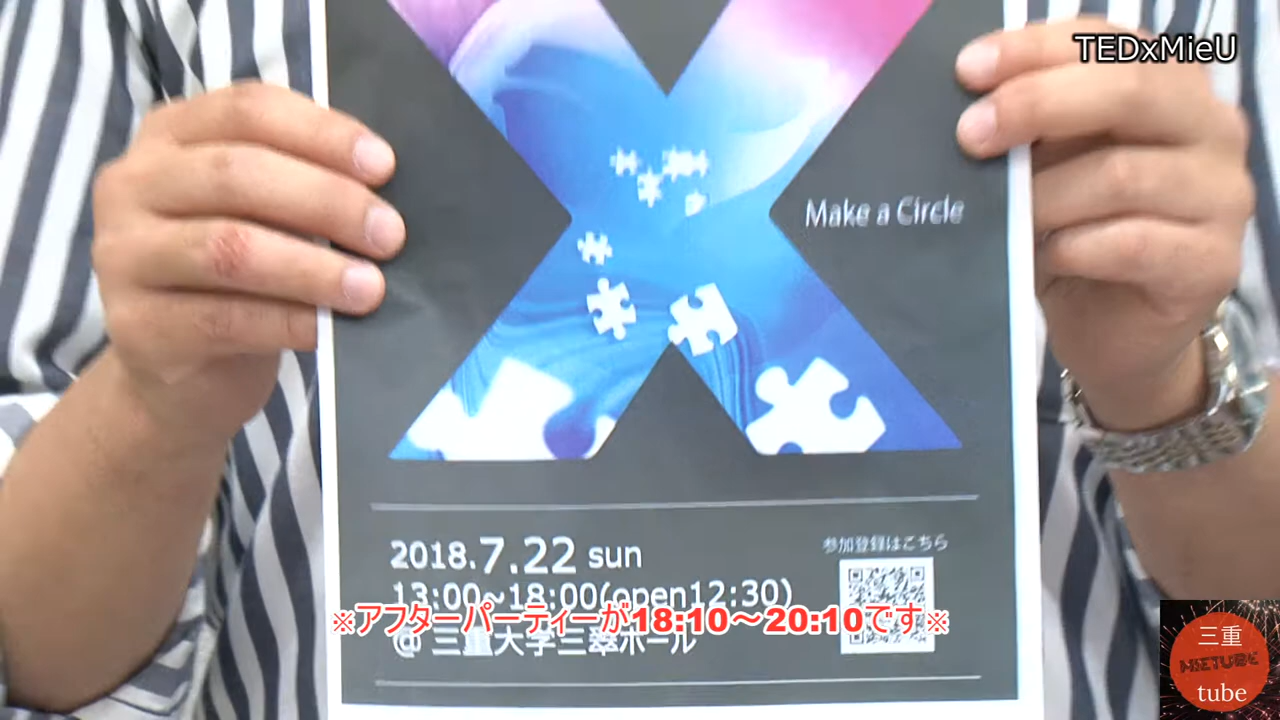 TEDxMieU
Make a Circle
2018.7.22 sun
参加登録はこちら
13:00~18:00(open12:30)
※アフターパーティーが18:10〜20:10です※
@ 三重大学三翠ホール
三重
MIETUBE
tube